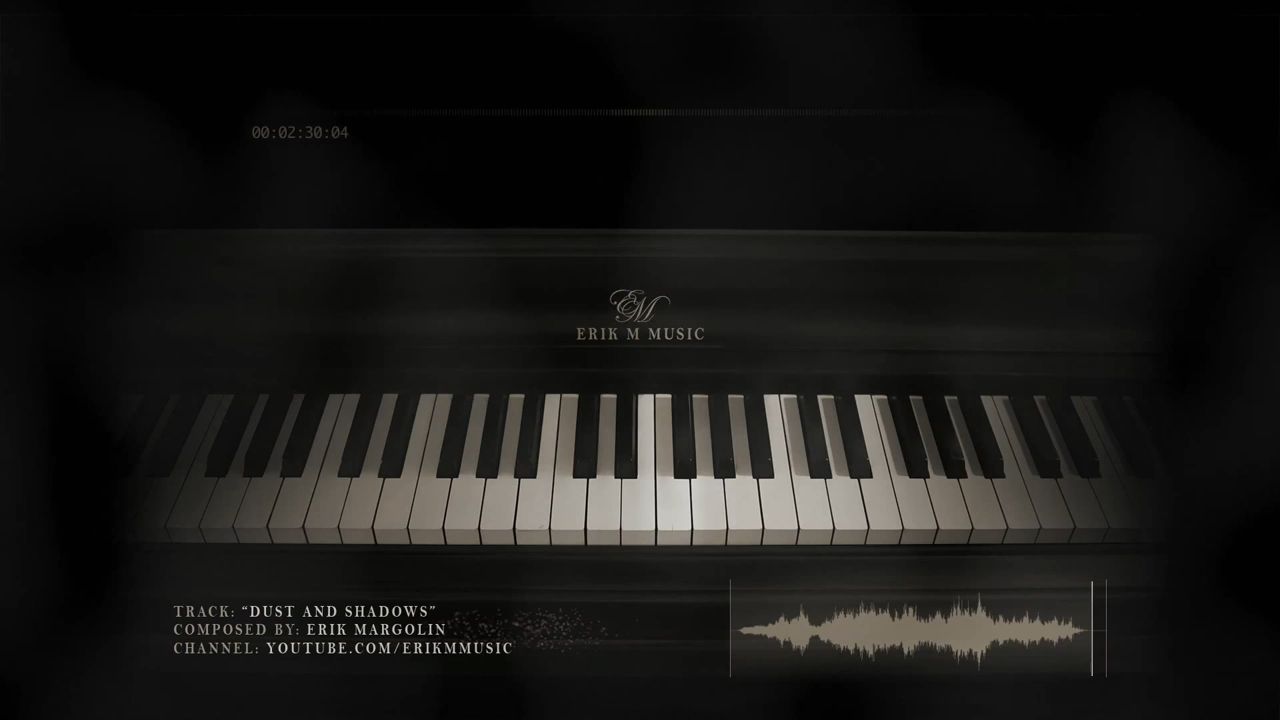 00:02:30:04
EM
ERIK M MUSIC
TRACK: “DUST AND SHADOWS”
COMPOSED BY: ERIK MARGOLIN
CHANNEL: YOUTUBE.COM/ERIKMMUSIC